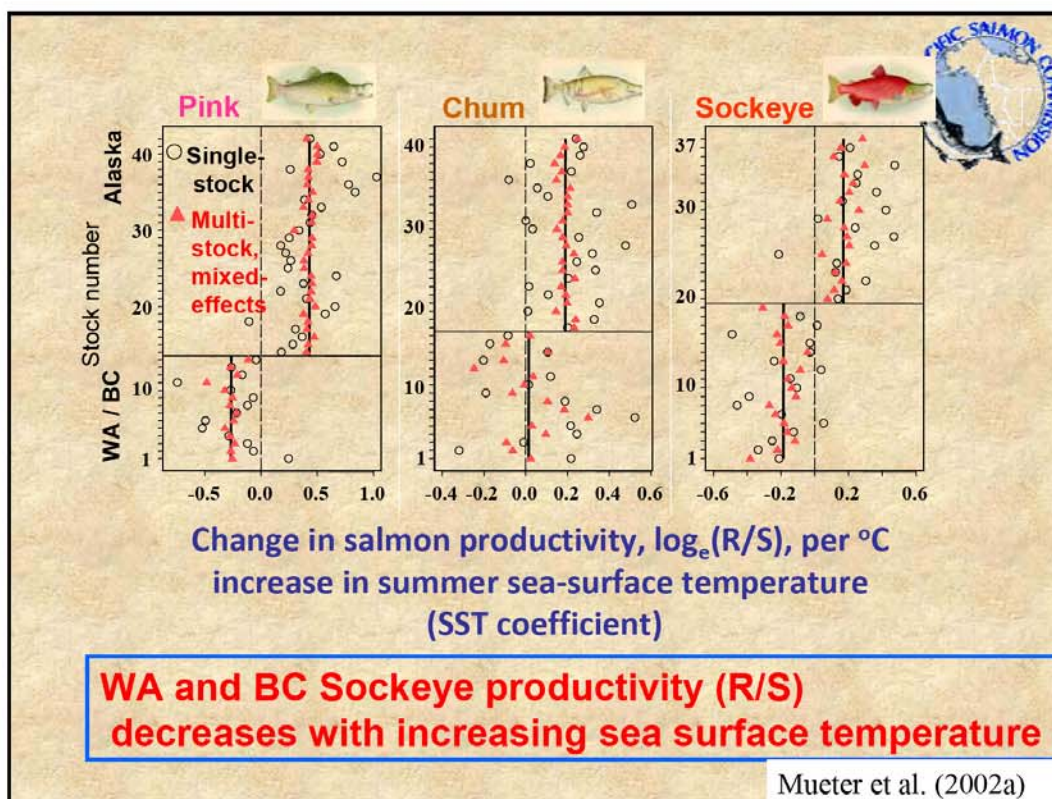 CIFIC SALMON COMMISSION
Pink
Chum
Sockeye
Alaska
Stock number
WA / BC
Single-
stock
Multi-
stock,
mixed-
effects
40
30
20
10
1
-0.5
0.0
0.5
1.0
40
30
20
10
1
-0.4
-0.2
0.0
0.2
0.4
0.6
37
30
20
10
1
-0.6
-0.2
0.2
0.6
Change in salmon productivity, logₑ(R/S), per ᵒC
increase in summer sea-surface temperature
(SST coefficient)
WA and BC Sockeye productivity (R/S)
decreases with increasing sea surface temperature
Mueter et al. (2002a)